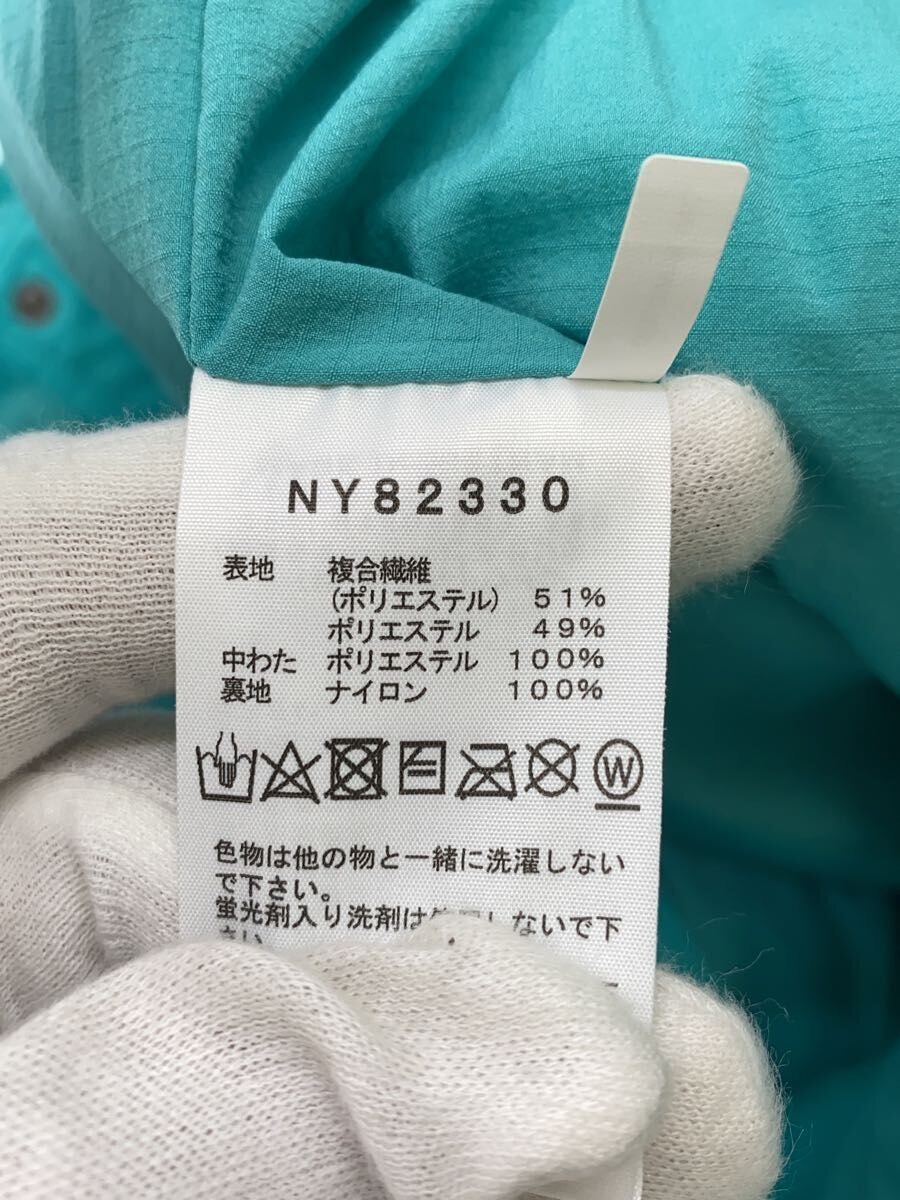 NY82330
表地 複合繊維
(ポリエステル) 51%
ポリエステル 49%
中わた ポリエステル 100%
裏地 ナイロン 100%
W
色物は他の物と一緒に洗濯しない
で下さい。
蛍光剤入り洗剤は しないで下
さい